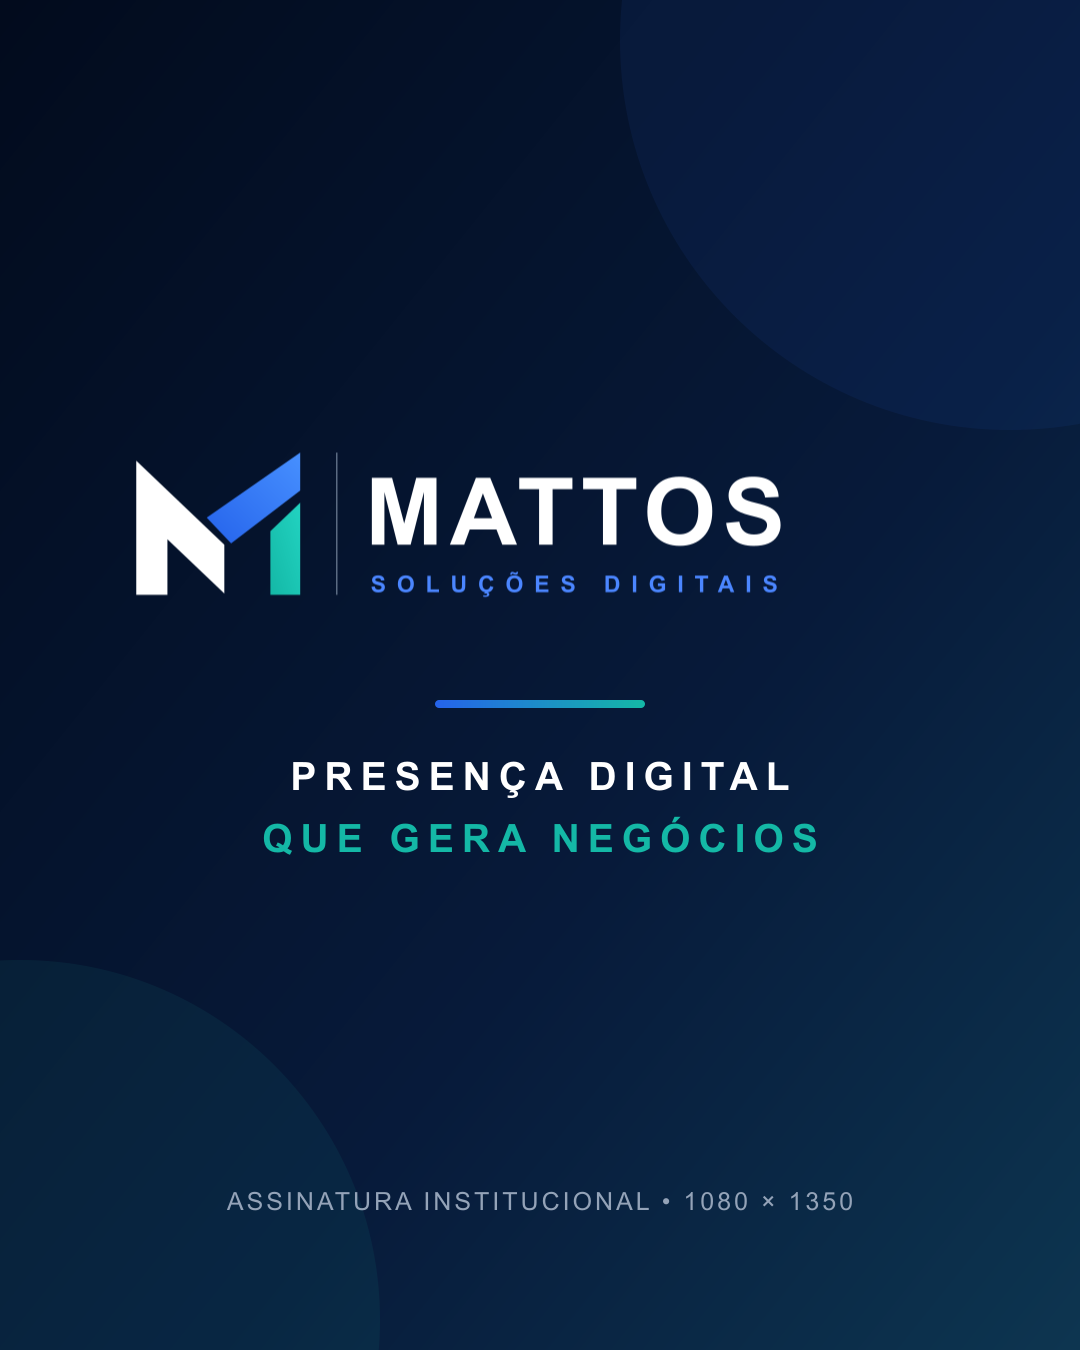 MATTOS
SOLUÇÕES DIGITAIS
PRESENÇA DIGITAL
QUE GERA NEGÓCIOS
ASSINATURA INSTITUCIONAL • 1080 × 1350